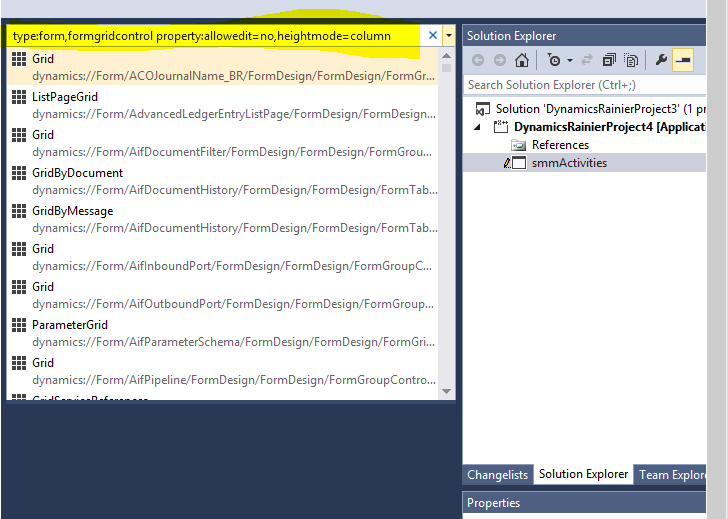 type:form,formgridcontrol property:allowedit=no,heightmode=column
Grid
dynamics://Form/ACOJournalName_BR/FormDesign/FormDesign/FormGr...
ListPageGrid
dynamics://Form/AdvancedLedgerEntryListPage/FormDesign/FormDesign...
Grid
dynamics://Form/AifDocumentFilter/FormDesign/FormDesign/FormGrou...
GridByDocument
dynamics://Form/AifDocumentHistory/FormDesign/FormDesign/FormTab...
GridByMessage
dynamics://Form/AifDocumentHistory/FormDesign/FormDesign/FormTab...
Grid
dynamics://Form/AifInboundPort/FormDesign/FormDesign/FormGroupC...
Grid
dynamics://Form/AifOutboundPort/FormDesign/FormDesign/FormGroup...
ParameterGrid
dynamics://Form/AifParameterSchema/FormDesign/FormDesign/FormGri...
Grid
dynamics://Form/AifPipeline/FormDesign/FormDesign/FormGroupContro...
GridServiceReferences
Solution Explorer
Search Solution Explorer (Ctrl+;)
Solution 'DynamicsRainierProject3' (1 pr
DynamicsRainierProject4 [Applicati
References
smmActivities
Changelists Solution Explorer Team Explore
Properties